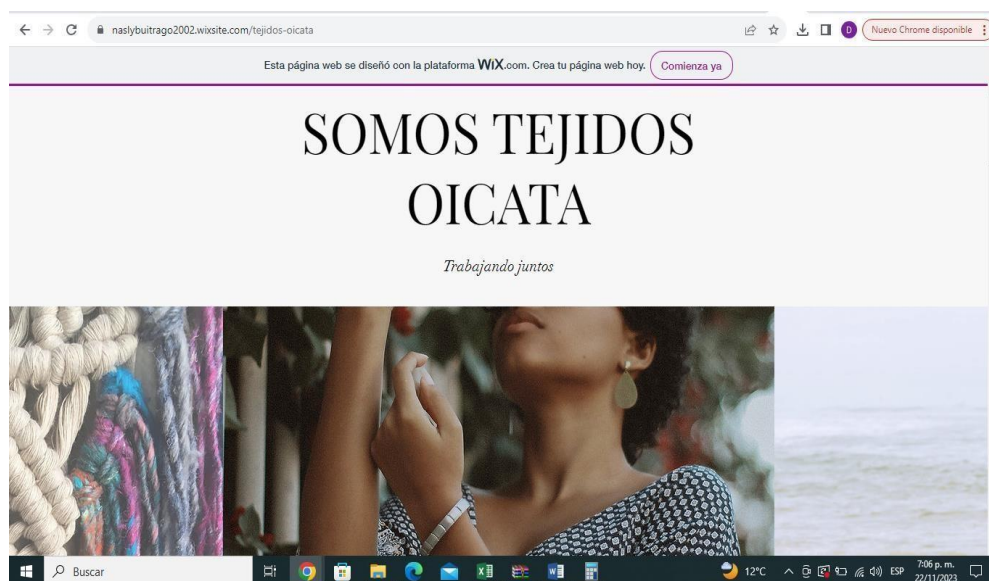 naslybuitrago2002.wixsite.com/tejidos-oicata
D
Nuevo Chrome disponible
Esta página web se diseñó con la plataforma WiX.com. Crea tu página web hoy. Comienza ya
SOMOS TEJIDOS
OICATA
Trabajando juntos
Buscar
12°C
ESP
7:06 p. m.
22/11/2023